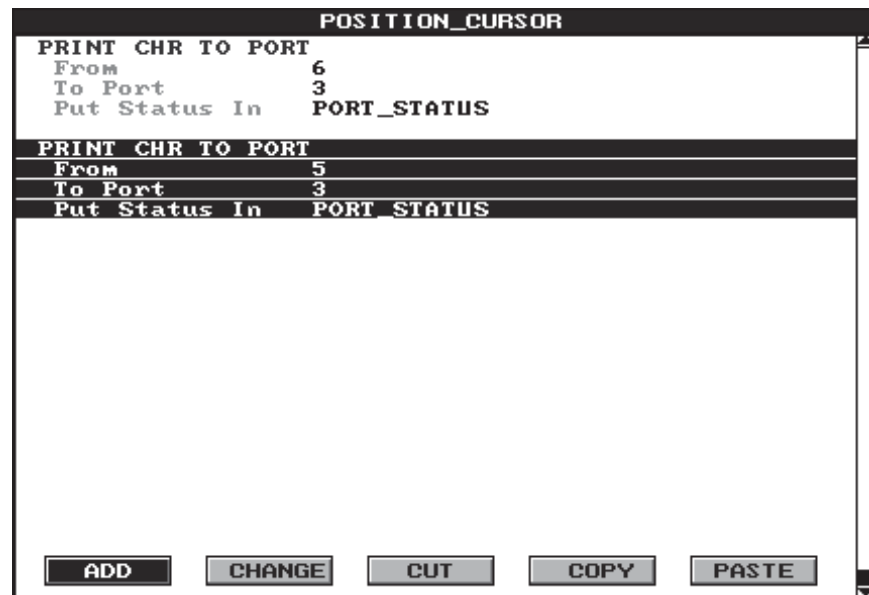 POSITION_CURSOR
PRINT CHR TO PORT
From 6
To Port 3
Put Status In PORT_STATUS
PRINT CHR TO PORT
From 5
To Port 3
Put Status In PORT_STATUS
ADD CHANGE CUT COPY PASTE